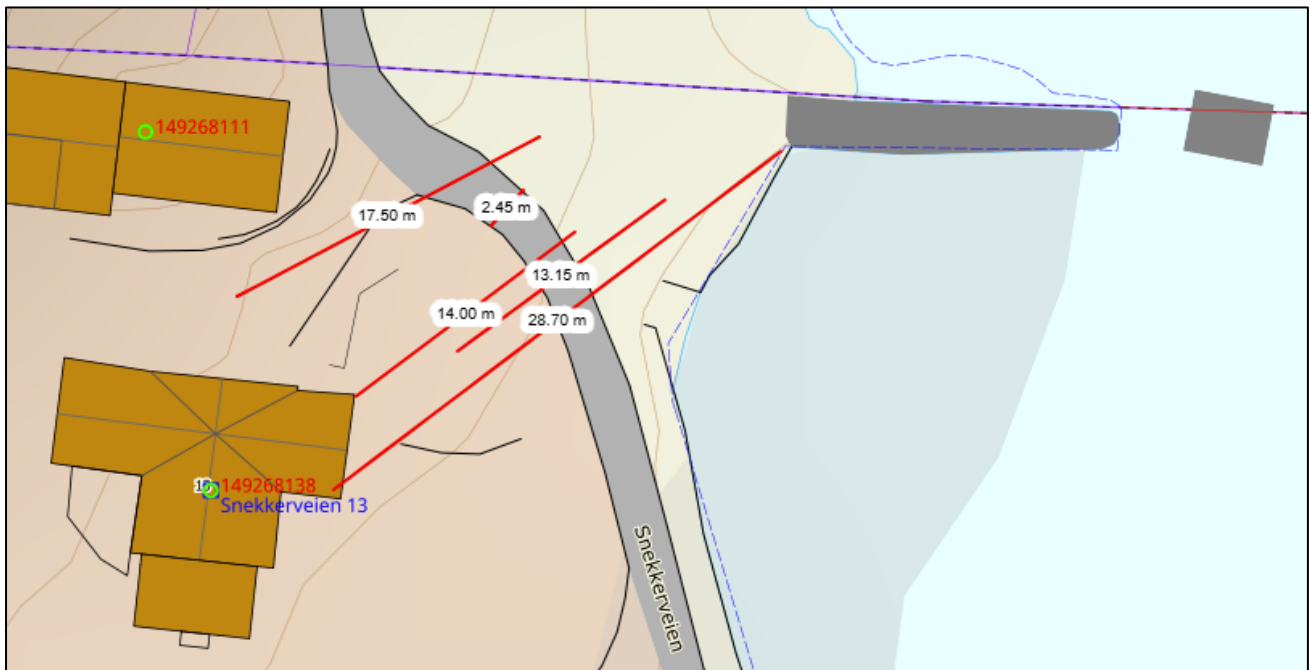 149268111
17.50 m
2.45 m
13.15 m
14.00 m
28.70 m
149268138
Snekkerveien 13
Snekkerveien